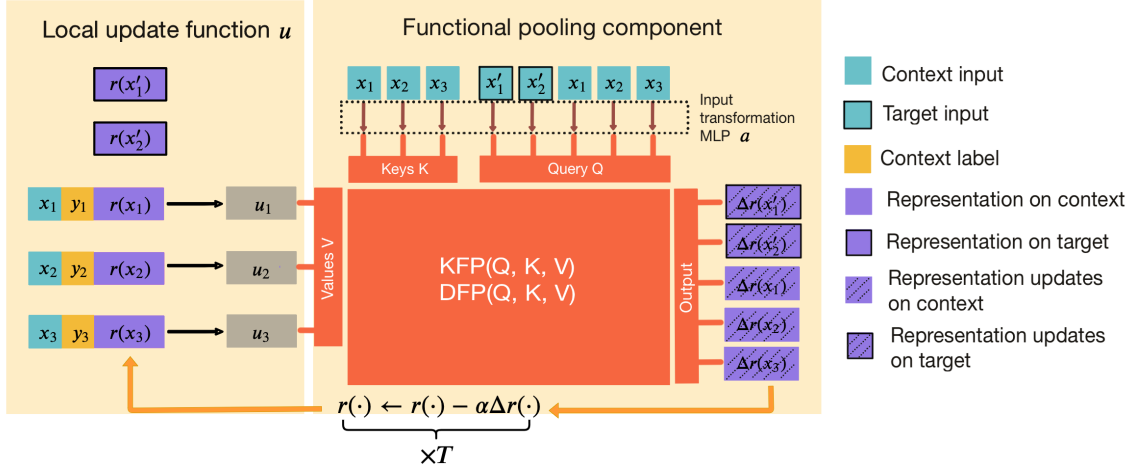 Local update function u
Functional pooling component
r(x′₁)
r(x′₂)
x₁ y₁ r(x₁)
u₁
x₂ y₂ r(x₂)
u₂
x₃ y₃ r(x₃)
u₃
x₁ x₂ x₃
x′₁ x′₂ x₁ x₂ x₃
Input
transformation
MLP a
Keys K
Query Q
Values V
KFP(Q, K, V)
DFP(Q, K, V)
Output
Δr(x′₁)
Δr(x′₂)
Δr(x₁)
Δr(x₂)
Δr(x₃)
r(·) ← r(·) − αΔr(·)
×T
Context input
Target input
Context label
Representation on context
Representation on target
Representation updates
on context
Representation updates
on target